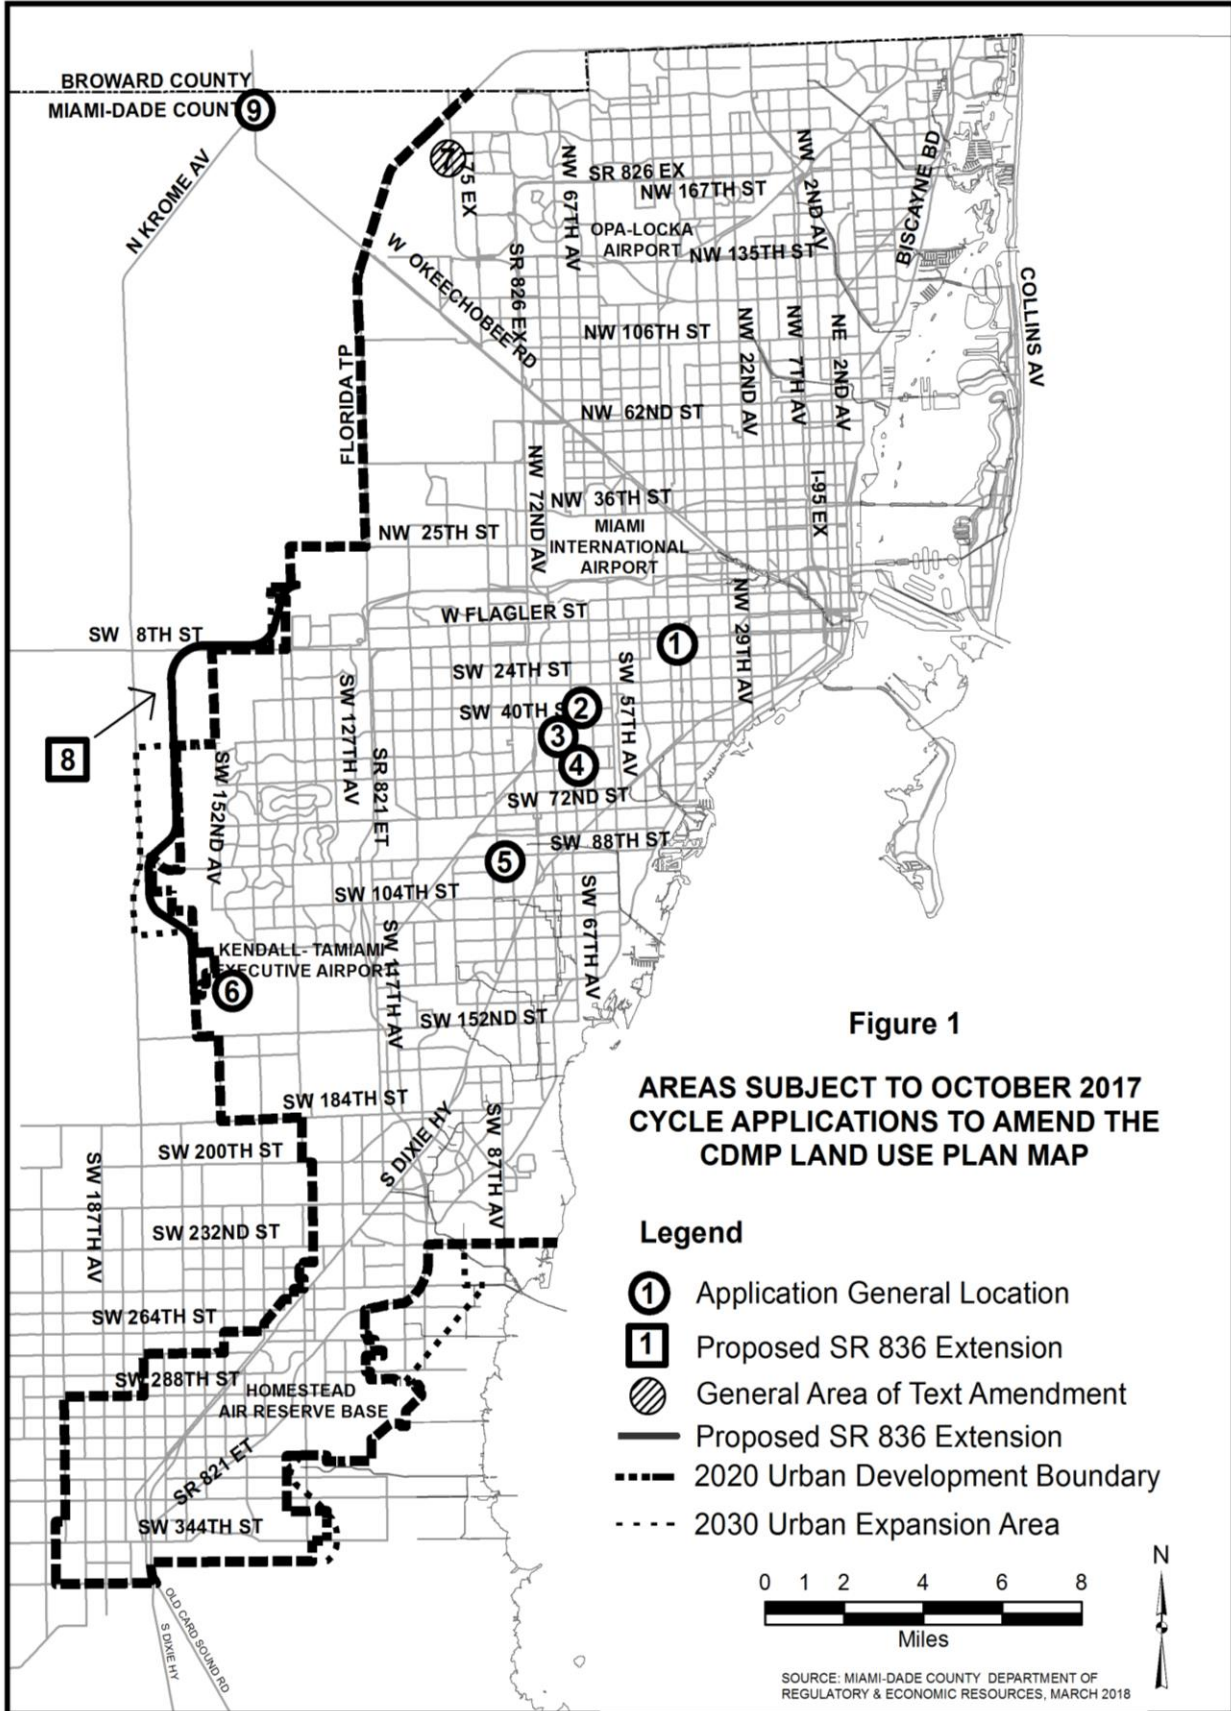 BROWARD COUNTY
MIAMI-DADE COUNT
9
N KROME AV
7
I-75 EX
NW 67TH AV
SR 826 EX
NW 167TH ST
NW 2ND AV
BISCAYNE BD
OPA-LOCKA
AIRPORT
NW 135TH ST
W OKEECHOBEE RD
SR 826 EX
COLLINS AV
NW 106TH ST
NW 22ND AV
NW 7TH AV
NE 2ND AV
FLORIDA TP
NW 62ND ST
NW 72ND AV
NW 36TH ST
I-95 EX
MIAMI
INTERNATIONAL
AIRPORT
NW 25TH ST
NW 29TH AV
W FLAGLER ST
SW 8TH ST
1
SW 24TH ST
SW 57TH AV
SW 127TH AV
SW 40TH S
2
3
4
8
SW 152ND AV
SR 821 ET
SW 72ND ST
SW 88TH ST
5
SW 104TH ST
SW 67TH AV
SW 117TH AV
KENDALL- TAMIAMI
EXECUTIVE AIRPORT
6
SW 152ND ST
Figure 1
AREAS SUBJECT TO OCTOBER 2017
CYCLE APPLICATIONS TO AMEND THE
CDMP LAND USE PLAN MAP
SW 184TH ST
S DIXIE HY
SW 87TH AV
SW 200TH ST
SW 187TH AV
SW 232ND ST
SW 264TH ST
SW 288TH ST
HOMESTEAD
AIR RESERVE BASE
SR 821 ET
SW 344TH ST
OLD CARD SOUND RD
S DIXIE HY
Legend
1 Application General Location
1 Proposed SR 836 Extension
General Area of Text Amendment
Proposed SR 836 Extension
2020 Urban Development Boundary
2030 Urban Expansion Area
N
0 1 2 4 6 8
Miles
SOURCE: MIAMI-DADE COUNTY DEPARTMENT OF
REGULATORY & ECONOMIC RESOURCES, MARCH 2018